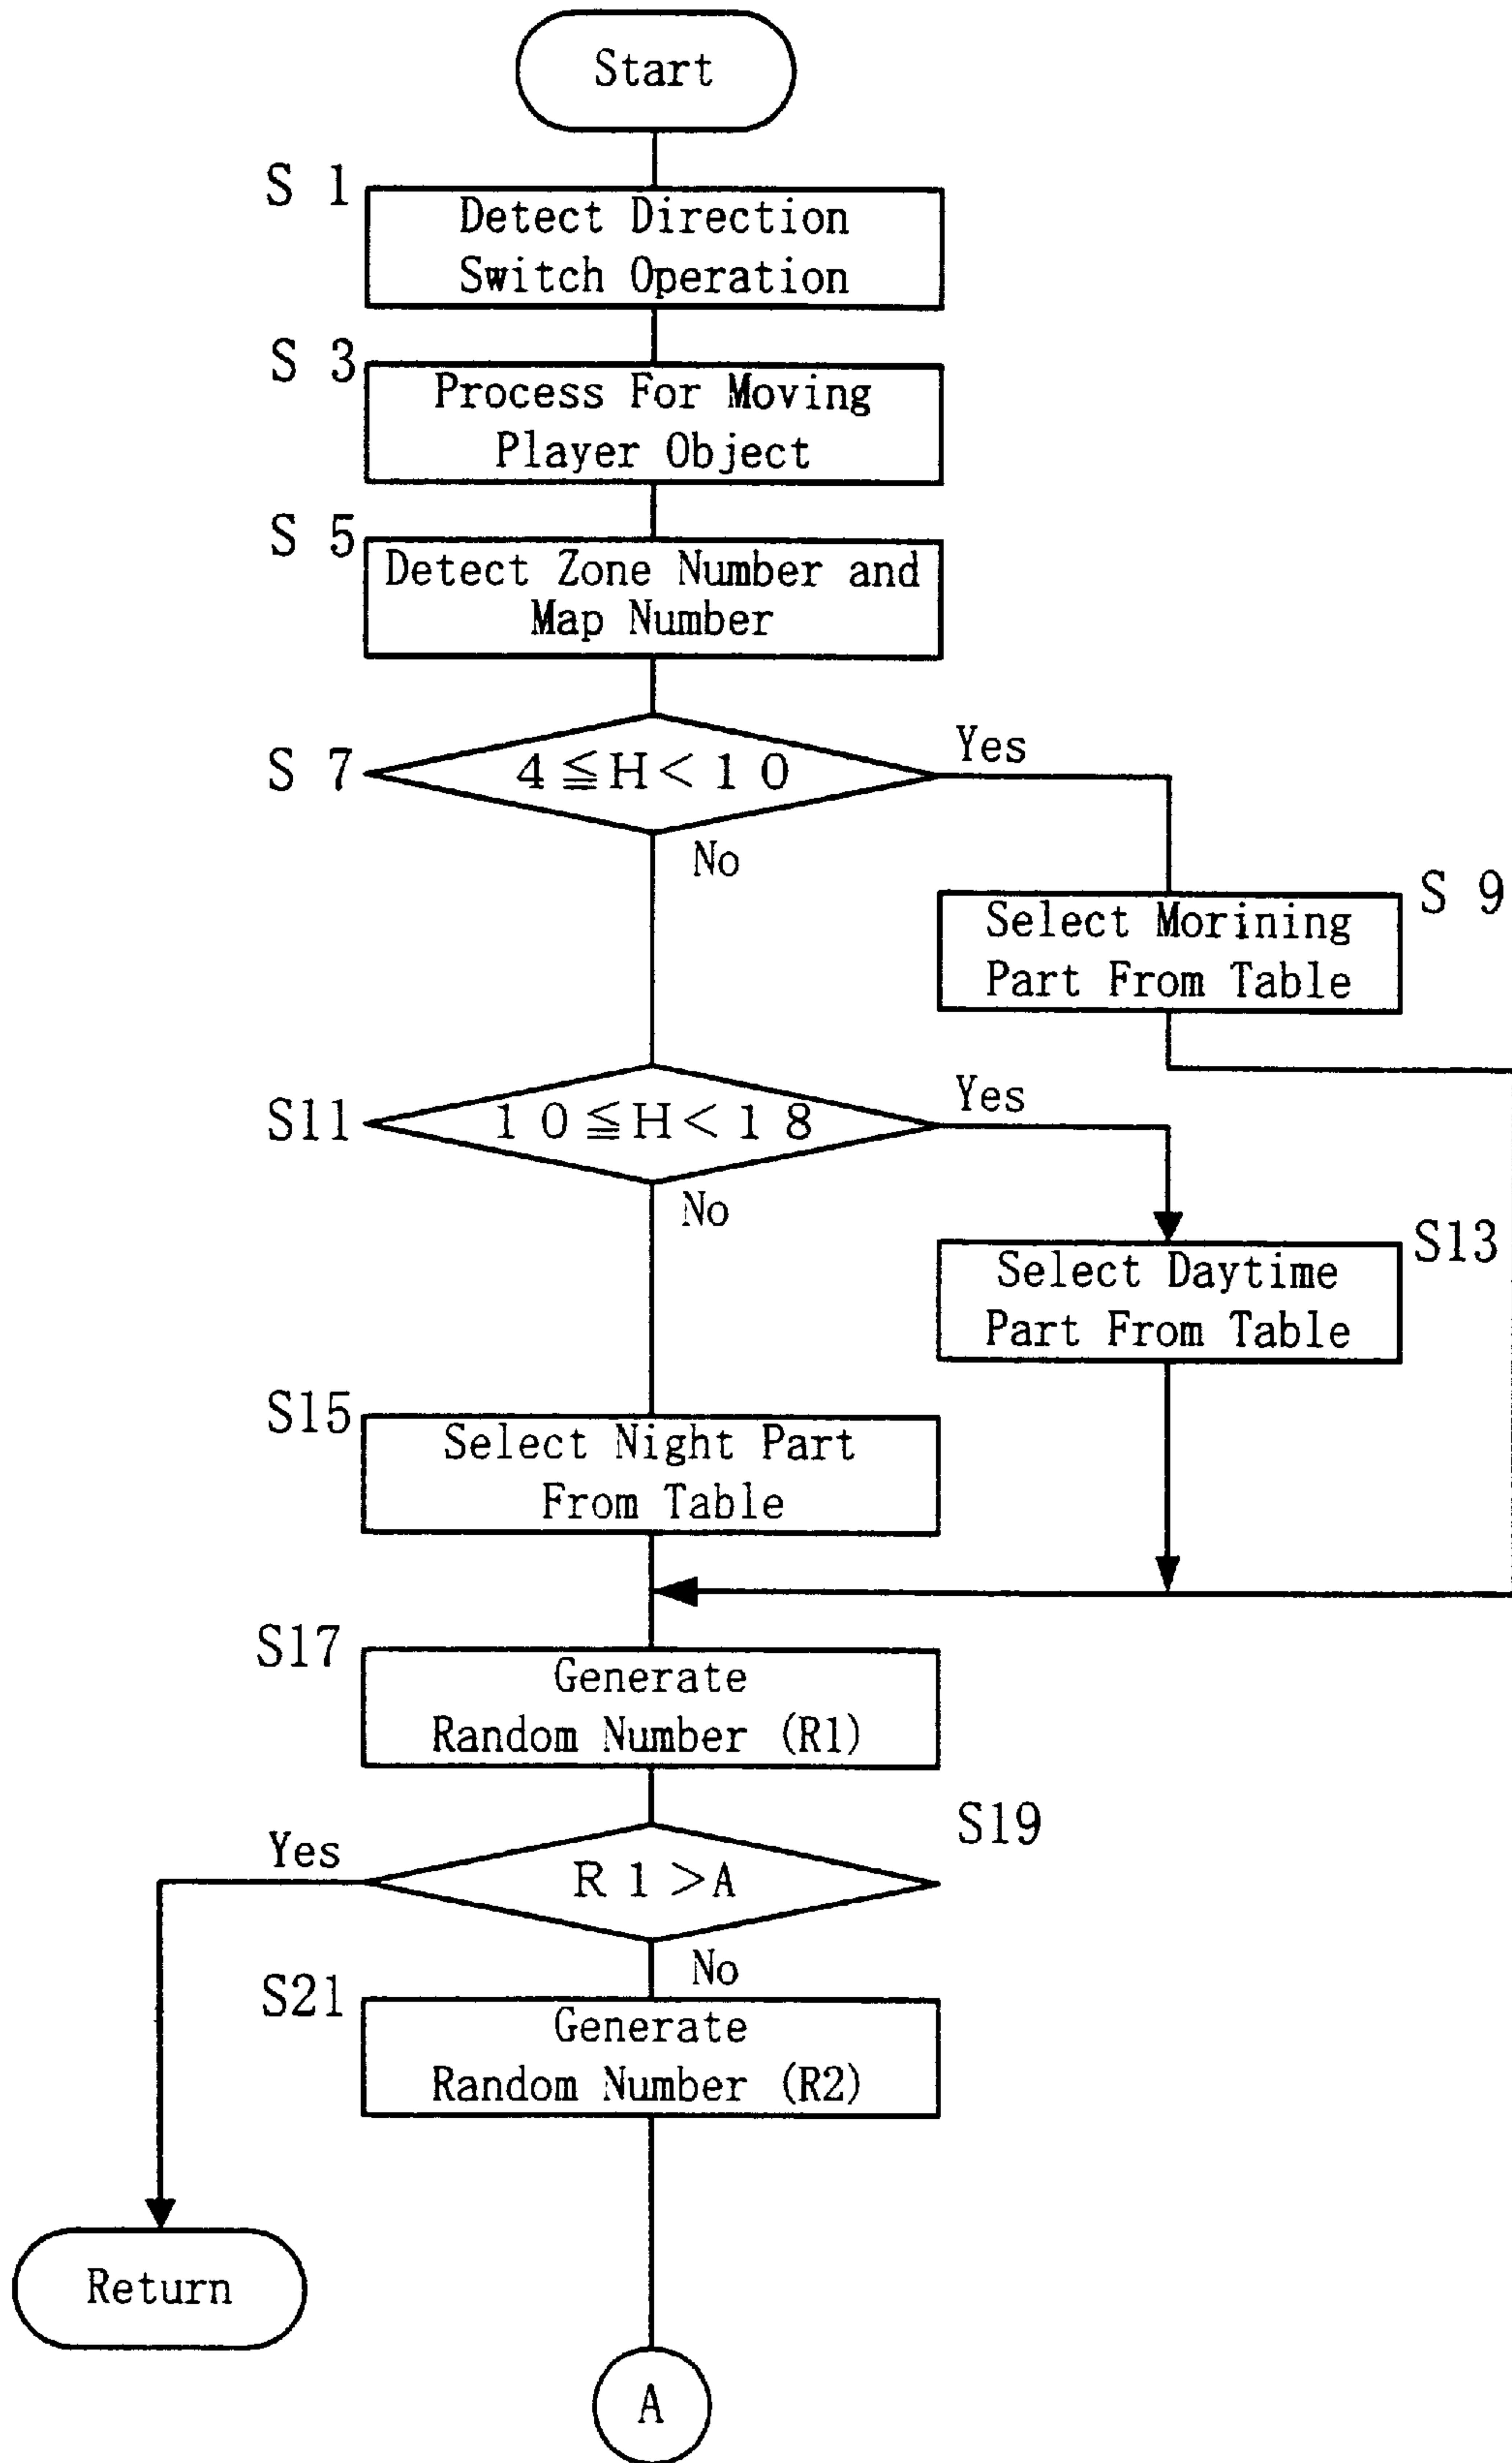 Start
S 1
Detect Direction
Switch Operation
S 3
Process For Moving
Player Object
S 5
Detect Zone Number and
Map Number
S 7
4≦H<10
Yes
No
S 9
Select Morining
Part From Table
S11
10≦H<18
Yes
No
S13
Select Daytime
Part From Table
S15
Select Night Part
From Table
S17
Generate
Random Number (R1)
S19
R1>A
Yes
No
S21
Generate
Random Number (R2)
Return
A